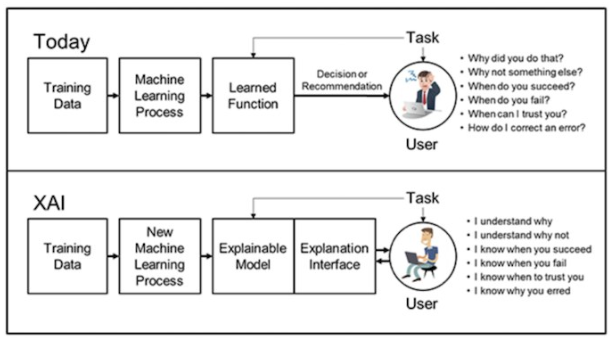 Today
Task
Training
Data
Machine
Learning
Process
Learned
Function
Decision or
Recommendation
User
• Why did you do that?
• Why not something else?
• When do you succeed?
• When do you fail?
• When can I trust you?
• How do I correct an error?
XAI
Task
Training
Data
New
Machine
Learning
Process
Explainable
Model
Explanation
Interface
User
• I understand why
• I understand why not
• I know when you succeed
• I know when you fail
• I know when to trust you
• I know why you erred